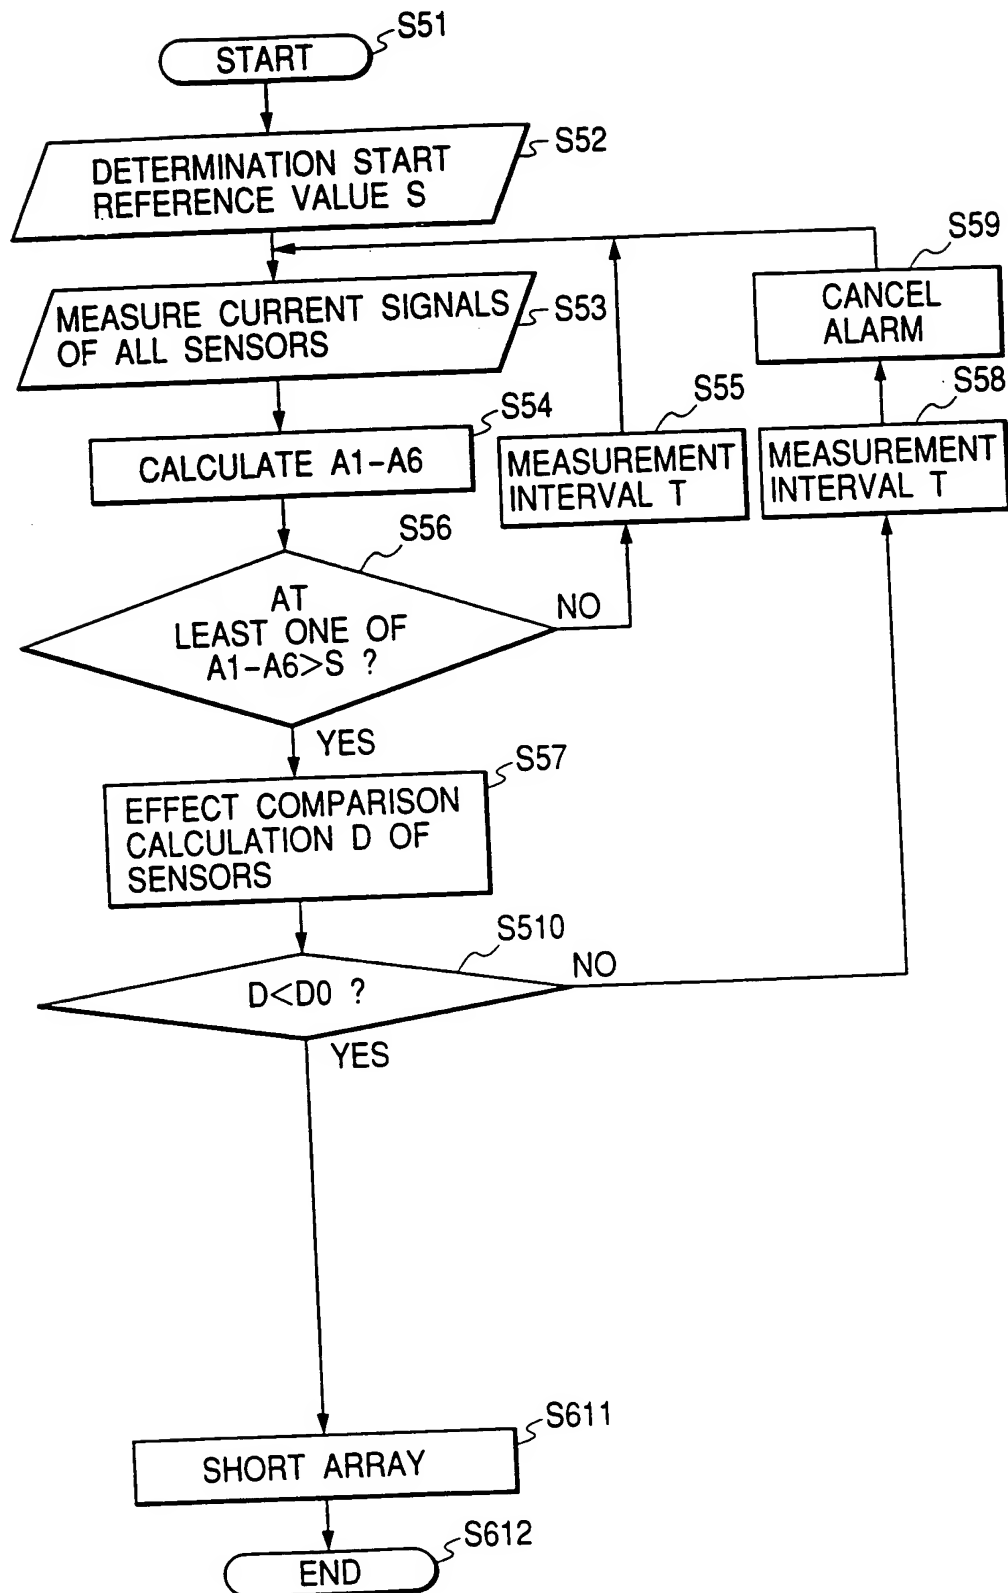 S51
START
S52
DETERMINATION START
REFERENCE VALUE S
S59
CANCEL
ALARM
S53
MEASURE CURRENT SIGNALS
OF ALL SENSORS
S54
CALCULATE A1-A6
S55
MEASUREMENT
INTERVAL T
S58
MEASUREMENT
INTERVAL T
S56
AT
LEAST ONE OF
A1-A6>S ?
NO
YES
S57
EFFECT COMPARISON
CALCULATION D OF
SENSORS
S510
D<D0 ?
NO
YES
S611
SHORT ARRAY
S612
END